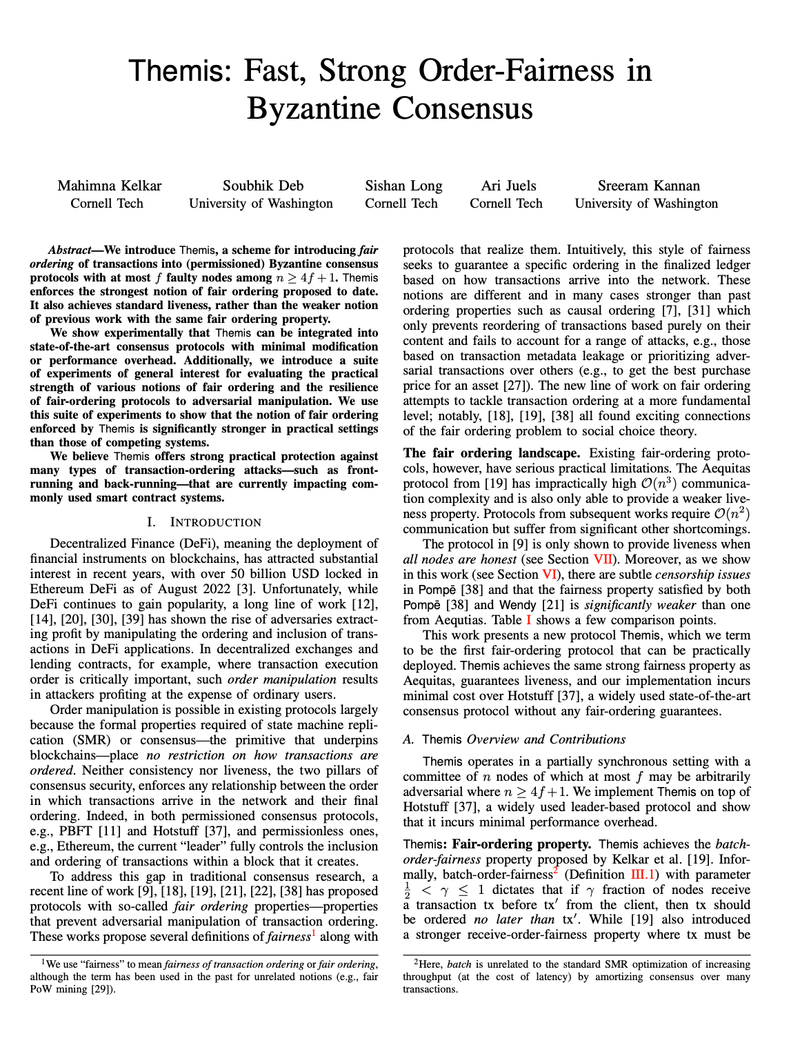 Themis: Fast, Strong Order-Fairness in
Byzantine Consensus
Mahimna Kelkar
Cornell Tech
Soubhik Deb
University of Washington
Sishan Long
Cornell Tech
Ari Juels
Cornell Tech
Sreeram Kannan
University of Washington
Abstract—We introduce Themis, a scheme for introducing fair
ordering of transactions into (permissioned) Byzantine consensus
protocols with at most f faulty nodes among n ≥ 4f + 1. Themis
enforces the strongest notion of fair ordering proposed to date.
It also achieves standard liveness, rather than the weaker notion
of previous work with the same fair ordering property.
We show experimentally that Themis can be integrated into
state-of-the-art consensus protocols with minimal modification
or performance overhead. Additionally, we introduce a suite
of experiments of general interest for evaluating the practical
strength of various notions of fair ordering and the resilience
of fair-ordering protocols to adversarial manipulation. We use
this suite of experiments to show that the notion of fair ordering
enforced by Themis is significantly stronger in practical settings
than those of competing systems.
We believe Themis offers strong practical protection against
many types of transaction-ordering attacks—such as front-
running and back-running—that are currently impacting com-
monly used smart contract systems.
I. Introduction
Decentralized Finance (DeFi), meaning the deployment of
financial instruments on blockchains, has attracted substantial
interest in recent years, with over 50 billion USD locked in
Ethereum DeFi as of August 2022 [3]. Unfortunately, while
DeFi continues to gain popularity, a long line of work [12],
[14], [20], [30], [39] has shown the rise of adversaries extract-
ing profit by manipulating the ordering and inclusion of trans-
actions in DeFi applications. In decentralized exchanges and
lending contracts, for example, where transaction execution
order is critically important, such order manipulation results
in attackers profiting at the expense of ordinary users.
Order manipulation is possible in existing protocols largely
because the formal properties required of state machine repli-
cation (SMR) or consensus—the primitive that underpins
blockchains—place no restriction on how transactions are
ordered. Neither consistency nor liveness, the two pillars of
consensus security, enforces any relationship between the order
in which transactions arrive in the network and their final
ordering. Indeed, in both permissioned consensus protocols,
e.g., PBFT [11] and Hotstuff [37], and permissionless ones,
e.g., Ethereum, the current “leader” fully controls the inclusion
and ordering of transactions within a block that it creates.
To address this gap in traditional consensus research, a
recent line of work [9], [18], [19], [21], [22], [38] has proposed
protocols with so-called fair ordering properties—properties
that prevent adversarial manipulation of transaction ordering.
These works propose several definitions of fairness1 along with
1We use “fairness” to mean fairness of transaction ordering or fair ordering,
although the term has been used in the past for unrelated notions (e.g., fair
PoW mining [29]).
protocols that realize them. Intuitively, this style of fairness
seeks to guarantee a specific ordering in the finalized ledger
based on how transactions arrive into the network. These
notions are different and in many cases stronger than past
ordering properties such as causal ordering [7], [31] which
only prevents reordering of transactions based purely on their
content and fails to account for a range of attacks, e.g., those
based on transaction metadata leakage or prioritizing adver-
sarial transactions over others (e.g., to get the best purchase
price for an asset [27]). The new line of work on fair ordering
attempts to tackle transaction ordering at a more fundamental
level; notably, [18], [19], [38] all found exciting connections
of the fair ordering problem to social choice theory.
The fair ordering landscape. Existing fair-ordering proto-
cols, however, have serious practical limitations. The Aequitas
protocol from [19] has impractically high O(n³) communica-
tion complexity and is also only able to provide a weaker live-
ness property. Protocols from subsequent works require O(n²)
communication but suffer from significant other shortcomings.
The protocol in [9] is only shown to provide liveness when
all nodes are honest (see Section VII). Moreover, as we show
in this work (see Section VI), there are subtle censorship issues
in Pompē [38] and that the fairness property satisfied by both
Pompē [38] and Wendy [21] is significantly weaker than one
from Aequtias. Table I shows a few comparison points.
This work presents a new protocol Themis, which we term
to be the first fair-ordering protocol that can be practically
deployed. Themis achieves the same strong fairness property as
Aequitas, guarantees liveness, and our implementation incurs
minimal cost over Hotstuff [37], a widely used state-of-the-art
consensus protocol without any fair-ordering guarantees.
A. Themis Overview and Contributions
Themis operates in a partially synchronous setting with a
committee of n nodes of which at most f may be arbitrarily
adversarial where n ≥ 4f + 1. We implement Themis on top of
Hotstuff [37], a widely used leader-based protocol and show
that it incurs minimal performance overhead.
Themis: Fair-ordering property. Themis achieves the batch-
order-fairness property proposed by Kelkar et al. [19]. Infor-
mally, batch-order-fairness2 (Definition III.1) with parameter
1/2 < γ ≤ 1 dictates that if γ fraction of nodes receive
a transaction tx before tx′ from the client, then tx should
be ordered no later than tx′. While [19] also introduced
a stronger receive-order-fairness property where tx must be
2Here, batch is unrelated to the standard SMR optimization of increasing
throughput (at the cost of latency) by amortizing consensus over many
transactions.